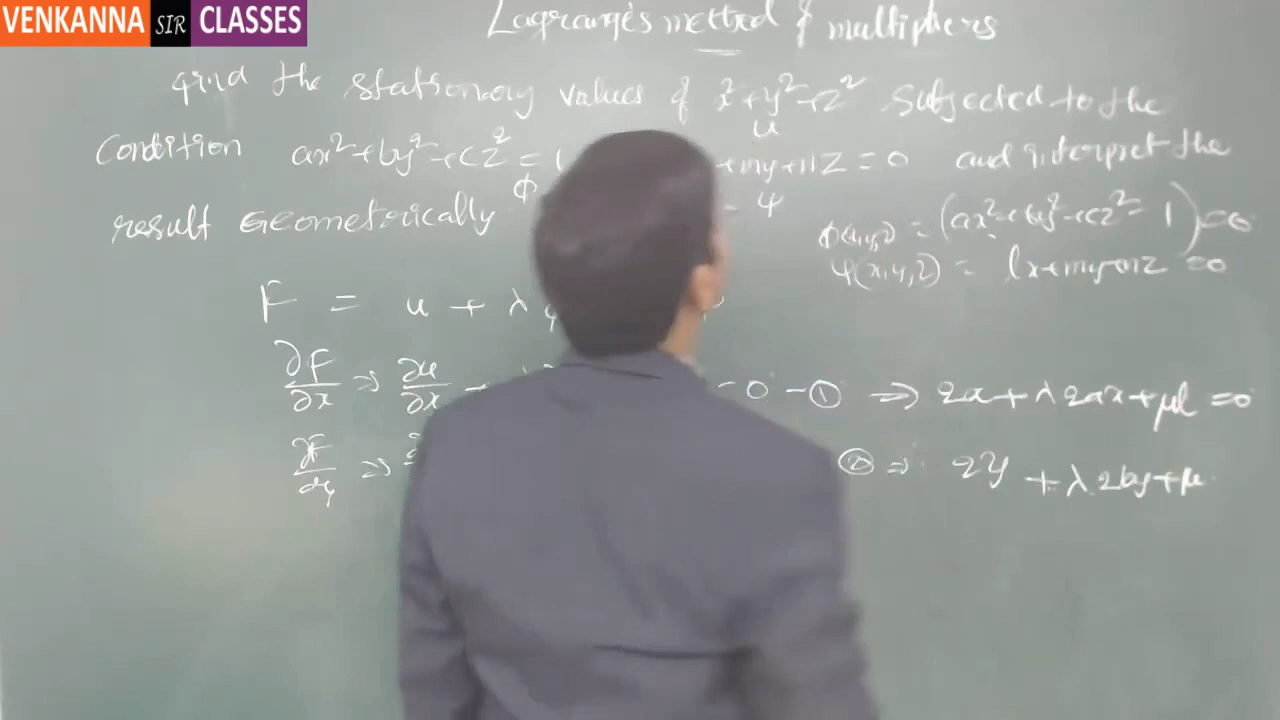 VENKANNA SIR CLASSES
Lagrange's method of multipliers
Find the stationary values of x² + y² + z² subjected to the
u
Condition ax² + by² + cz² = 1 + my + nz = 0 and interpret the
φ
result Geometrically - ψ
φ(x,y,z) = (ax² + by² + cz² - 1) = 0
ψ(x,y,z) = lx + my + nz = 0
F = u + λ
∂F/∂x ⇒ ∂u/∂x + - 0 - ① ⇒ 2x + λ2ax + μl = 0
∂F/∂y ⇒ ② ⇒ 2y + λ2by + μ